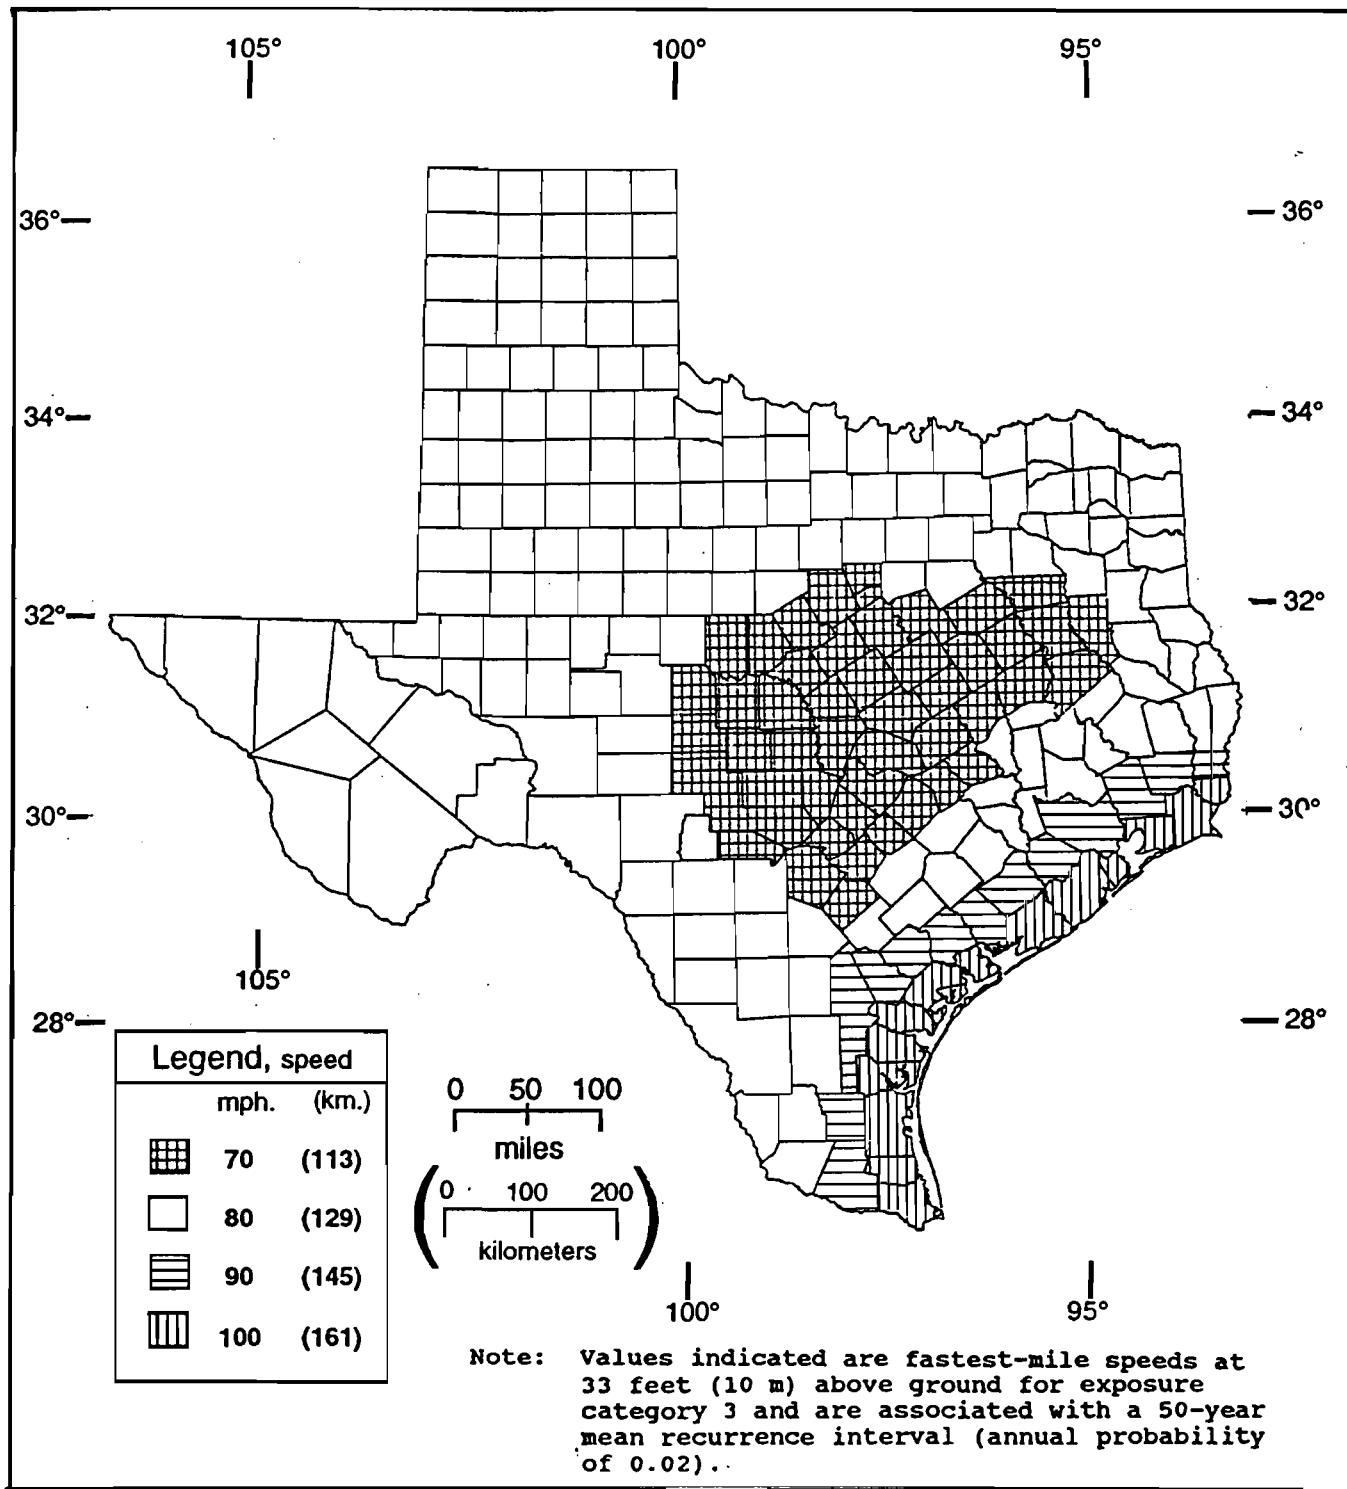 105°
100°
95°
36°
36°
34°
34°
32°
32°
30°
30°
105°
28°
28°
Legend, speed
mph. (km.)
70 (113)
80 (129)
90 (145)
100 (161)
0 50 100
miles
0 100 200
kilometers
100°
95°
Note: Values indicated are fastest-mile speeds at
33 feet (10 m) above ground for exposure
category 3 and are associated with a 50-year
mean recurrence interval (annual probability
of 0.02).